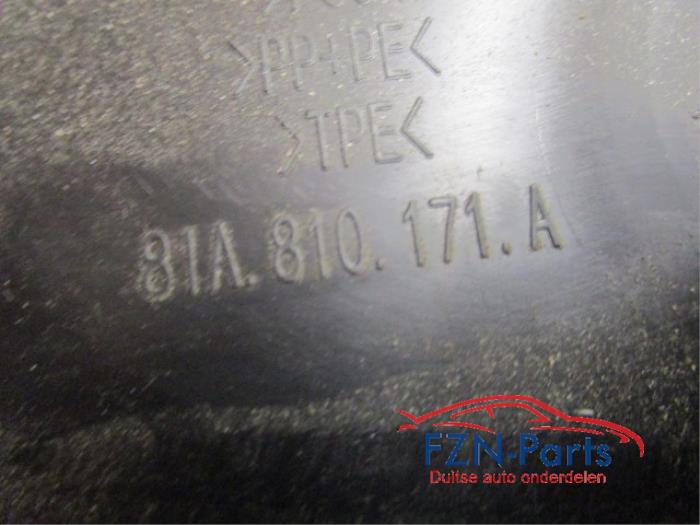 >PP+PE<
>TPE<
81A.810.171.A
FZN-Parts
Duitse auto onderdelen